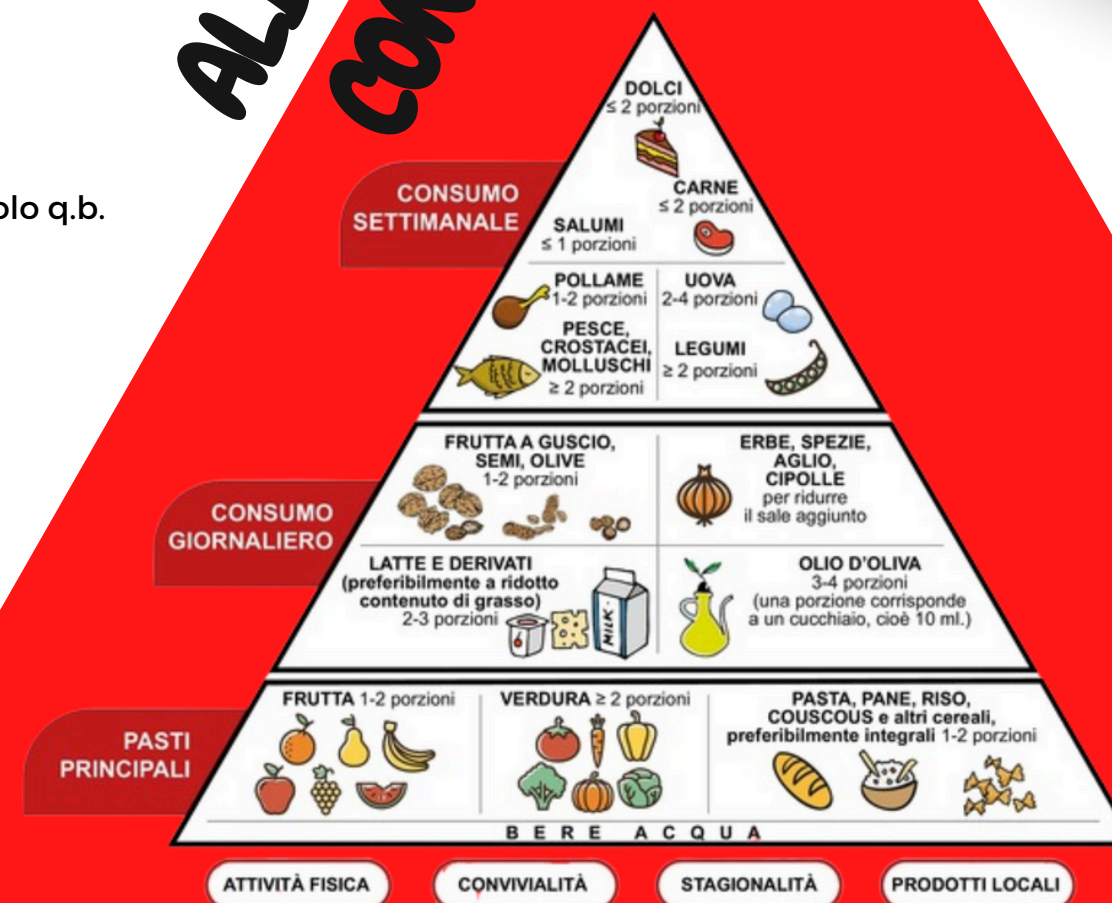 q.b.
CONSUMO
SETTIMANALE
DOLCI
≤ 2 porzioni
CARNE
≤ 2 porzioni
SALUMI
≤ 1 porzioni
POLLAME
1-2 porzioni
UOVA
2-4 porzioni
PESCE,
CROSTACEI,
MOLLUSCHI
≥ 2 porzioni
LEGUMI
≥ 2 porzioni
CONSUMO
GIORNALIERO
FRUTTA A GUSCIO,
SEMI, OLIVE
1-2 porzioni
ERBE, SPEZIE,
AGLIO,
CIPOLLE
per ridurre
il sale aggiunto
LATTE E DERIVATI
(preferibilmente a ridotto
contenuto di grasso)
2-3 porzioni
MILK
OLIO D'OLIVA
3-4 porzioni
(una porzione corrisponde
a un cucchiaio, cioè 10 ml.)
PASTI
PRINCIPALI
FRUTTA 1-2 porzioni
VERDURA ≥ 2 porzioni
PASTA, PANE, RISO,
COUSCOUS e altri cereali,
preferibilmente integrali 1-2 porzioni
BERE ACQUA
ATTIVITÀ FISICA
CONVIVIALITÀ
STAGIONALITÀ
PRODOTTI LOCALI